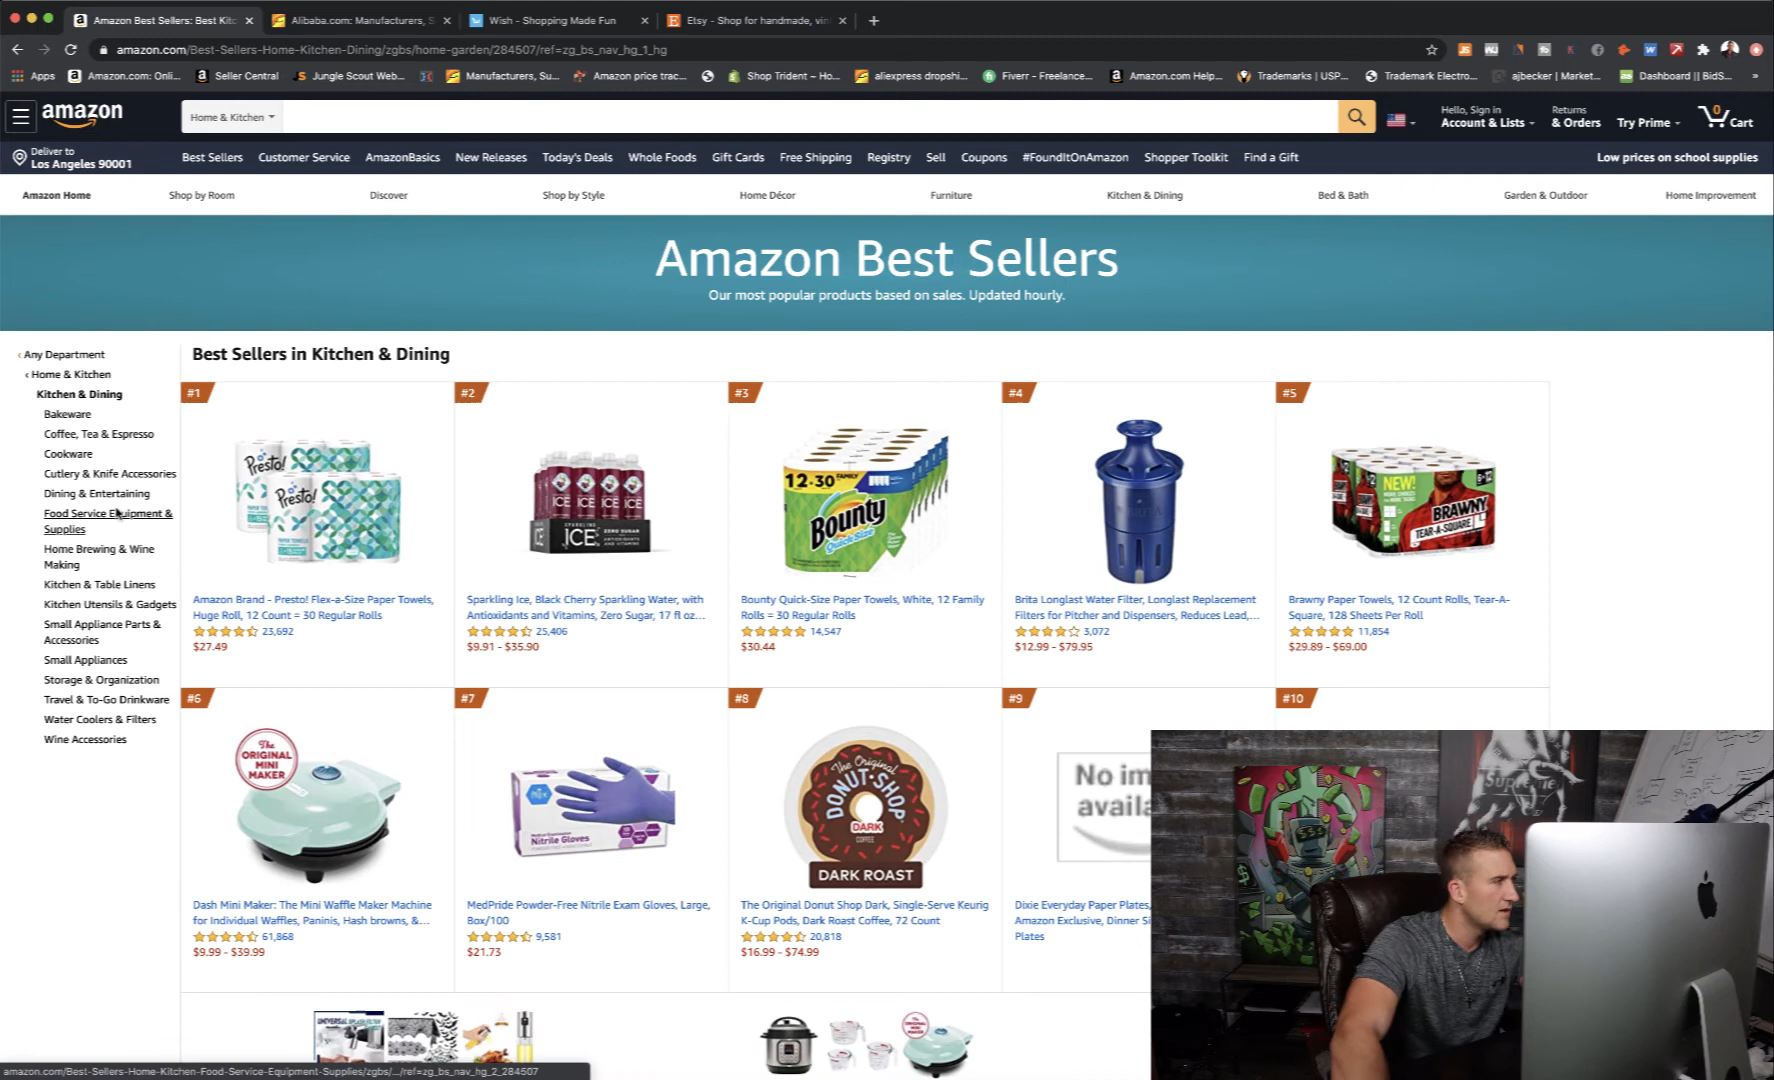 Amazon Best Sellers: Best Kitc
Alibaba.com: Manufacturers, S
Wish - Shopping Made Fun
Etsy - Shop for handmade, vin
amazon.com/Best-Sellers-Home-Kitchen-Dining/zgbs/home-garden/284507/ref=zg_bs_nav_hg_1_hg
Apps
Amazon.com: Onli...
Seller Central
Jungle Scout Web...
Manufacturers, Su...
Amazon price trac...
Shop Trident ~ Ho...
aliexpress dropshi...
Fiverr - Freelance...
Amazon.com Help...
Trademarks | USP...
Trademark Electro...
ajbecker | Market...
Dashboard || BidS...
amazon
Home & Kitchen
Hello, Sign in
Account & Lists
Returns
& Orders
Try Prime
0
Cart
Deliver to
Los Angeles 90001
Best Sellers
Customer Service
AmazonBasics
New Releases
Today's Deals
Whole Foods
Gift Cards
Free Shipping
Registry
Sell
Coupons
#FoundItOnAmazon
Shopper Toolkit
Find a Gift
Low prices on school supplies
Amazon Home
Shop by Room
Discover
Shop by Style
Home Décor
Furniture
Kitchen & Dining
Bed & Bath
Garden & Outdoor
Home Improvement
Amazon Best Sellers
Our most popular products based on sales. Updated hourly.
‹ Any Department
‹ Home & Kitchen
Kitchen & Dining
Bakeware
Coffee, Tea & Espresso
Cookware
Cutlery & Knife Accessories
Dining & Entertaining
Food Service Equipment &
Supplies
Home Brewing & Wine
Making
Kitchen & Table Linens
Kitchen Utensils & Gadgets
Small Appliance Parts &
Accessories
Small Appliances
Storage & Organization
Travel & To-Go Drinkware
Water Coolers & Filters
Wine Accessories
Best Sellers in Kitchen & Dining
#1
Presto!
Presto!
Amazon Brand - Presto! Flex-a-Size Paper Towels,
Huge Roll, 12 Count = 30 Regular Rolls
23,692
$27.49
#2
ICE
SPARKLING
ICE
ZERO SUGAR
Sparkling Ice, Black Cherry Sparkling Water, with
Antioxidants and Vitamins, Zero Sugar, 17 fl oz...
25,406
$9.91 - $35.90
#3
12=30 FAMILY
Bounty
Quick Size
Bounty Quick-Size Paper Towels, White, 12 Family
Rolls = 30 Regular Rolls
14,547
$30.44
#4
BRITA
Brita Longlast Water Filter, Longlast Replacement
Filters for Pitcher and Dispensers, Reduces Lead,...
3,072
$12.99 - $79.95
#5
NEW!
BRAWNY
TEAR-A-SQUARE
Brawny Paper Towels, 12 Count Rolls, Tear-A-
Square, 128 Sheets Per Roll
11,854
$29.89 - $69.00
#6
The
ORIGINAL
MINI
MAKER
Dash Mini Maker: The Mini Waffle Maker Machine
for Individual Waffles, Paninis, Hash browns, &...
61,868
$9.99 - $39.99
#7
Nitrile Gloves
MedPride Powder-Free Nitrile Exam Gloves, Large,
Box/100
9,581
$21.73
#8
The Original
DONUT SHOP
DARK
COFFEE
DARK ROAST
The Original Donut Shop Dark, Single-Serve Keurig
K-Cup Pods, Dark Roast Coffee, 72 Count
20,818
$16.99 - $74.99
#9
No im
availa
Dixie Everyday Paper Plates,
Amazon Exclusive, Dinner Si
Plates
#10
amazon.com/Best-Sellers-Home-Kitchen-Food-Service-Equipment-Supplies/zgbs/.../ref=zg_bs_nav_hg_2_284507